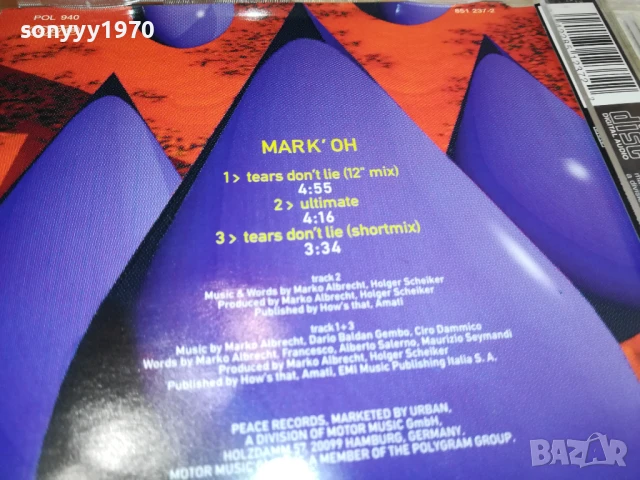 sonyyyy1970
POL 940
851 237-2
MARK' OH
1> tears don't lie (12" mix)
4:55
2> ultimate
4:16
3> tears don't lie (shortmix)
3:34
track 2
Music & Words by Marko Albrecht, Holger Scheiker
Produced by Marko Albrecht, Holger Scheiker
Published by How's that, Amati
track 1+3
Music by Marko Albrecht, Dario Baldan Gembo, Ciro Dammico
Words by Marko Albrecht, Francesco, Alberto Salerno, Maurizio Seymandi
Produced by Marko Albrecht, Holger Scheiker
Published by How's that, Amati, EMI Music Publishing Italia S. A.
PEACE RECORDS, MARKETED BY URBAN,
A DIVISION OF MOTOR MUSIC GmbH,
HOLZDAMM 57, 20099 HAMBURG, GERMANY.
MOTOR MUSIC A MEMBER OF THE POLYGRAM GROUP.
disc
DIGITAL AUDIO
BAZAR